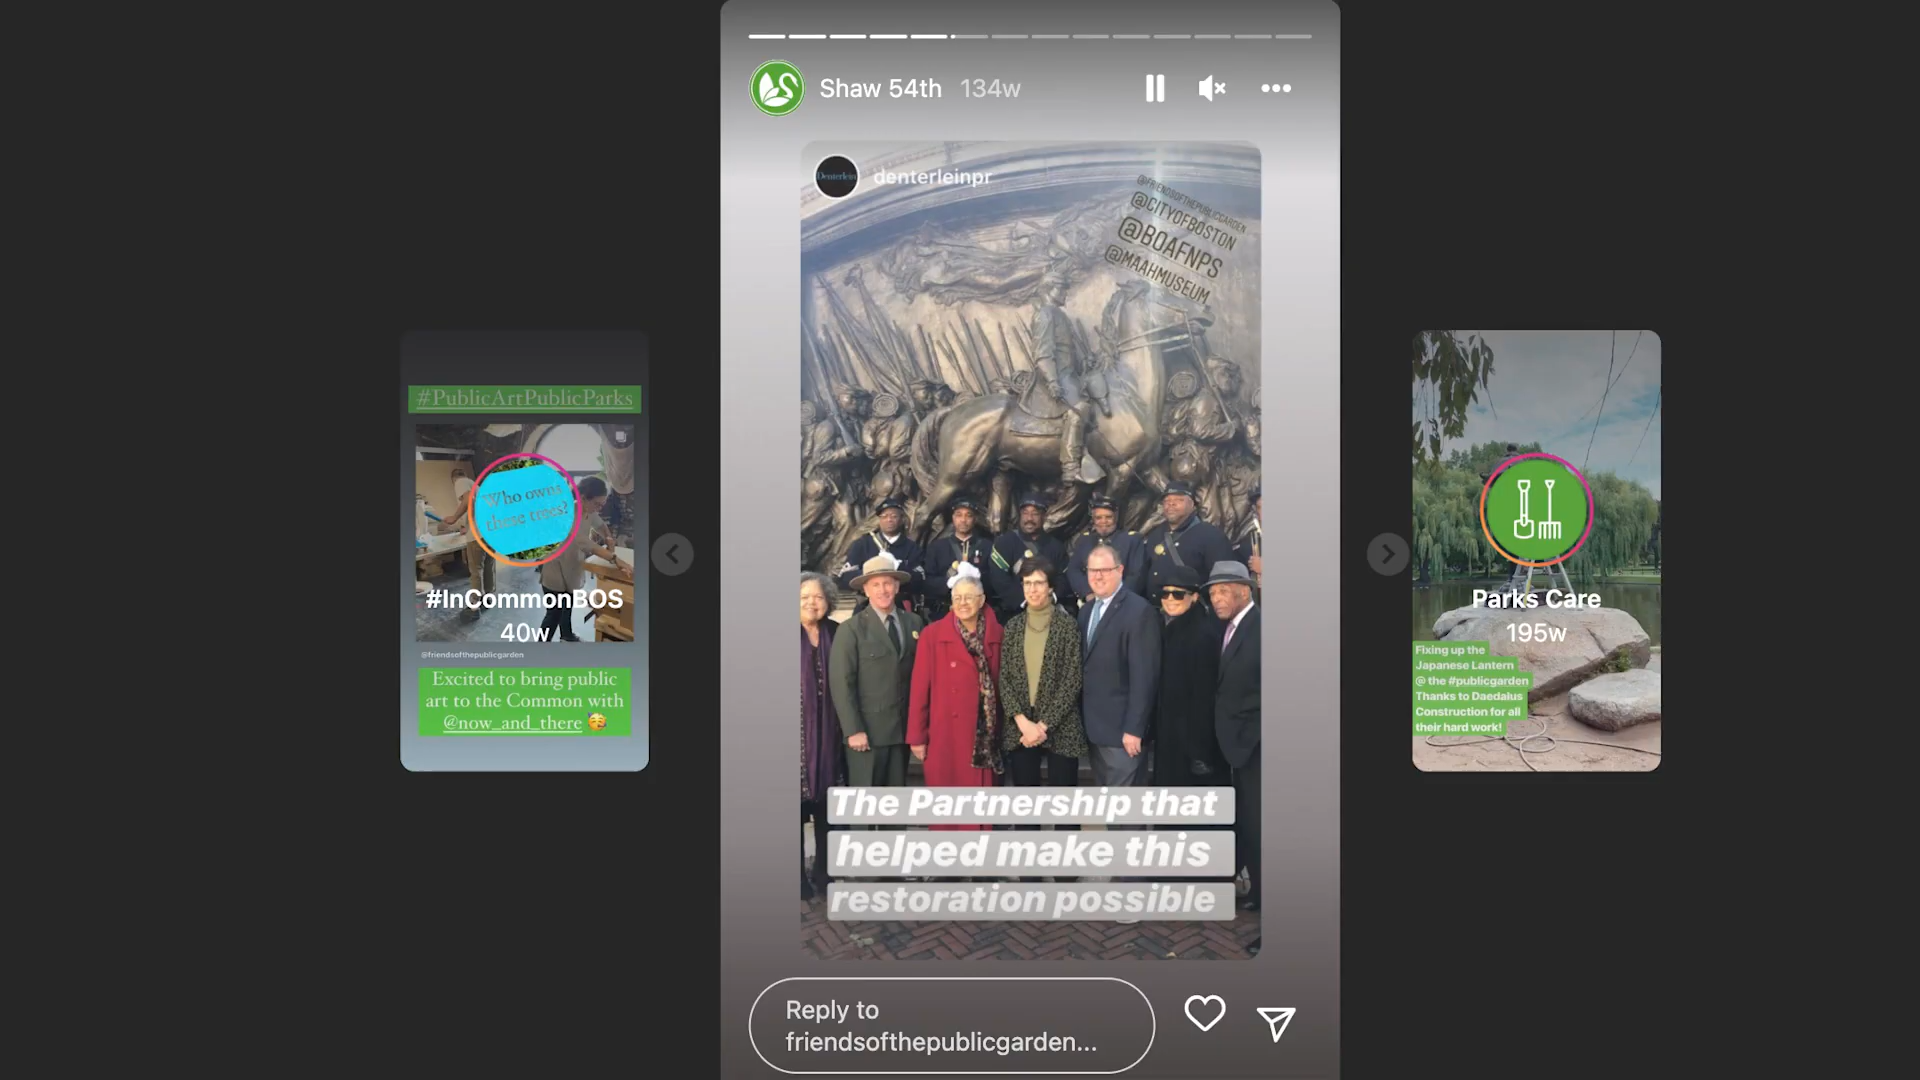 #PublicArtPublicParks
Who owns
these trees?
#InCommonBOS
40w
@friendsofthepublicgarden
Excited to bring public
art to the Common with
@now_and_there 🥳
Shaw 54th 134w
Denterlein
denterleinpr
@FRIENDSOFTHEPUBLICGARDEN
@CITYOFBOSTON
@BOAFNPS
@MAAHMUSEUM
The Partnership that
helped make this
restoration possible
Reply to
friendsofthepublicgarden...
Parks Care
195w
Fixing up the
Japanese Lantern
@ the #publicgarden
Thanks to Daedalus
Construction for all
their hard work!